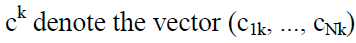 c^k denote the vector (c_1k, ..., c_Nk)